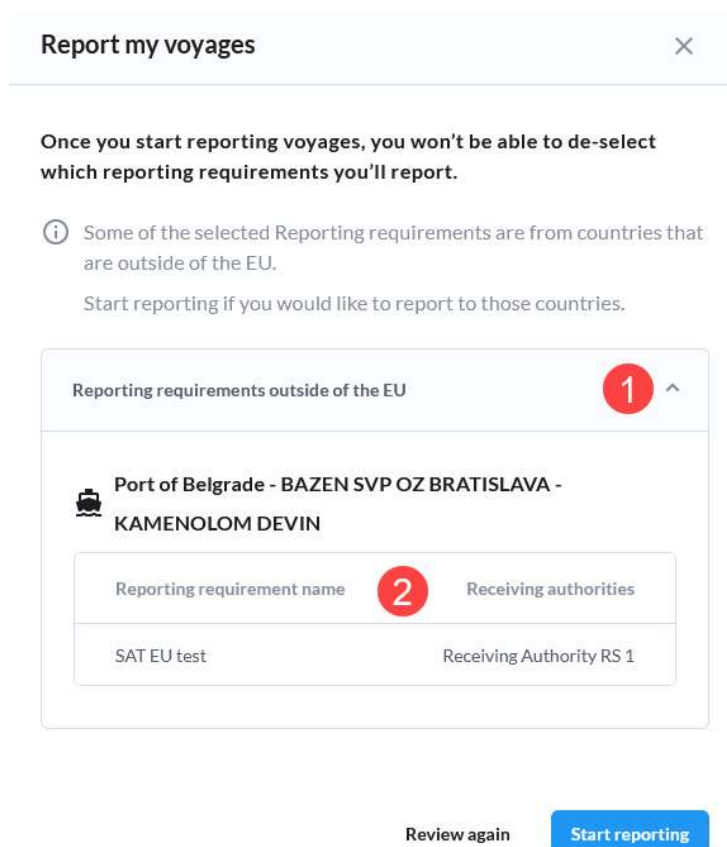 Report my voyages
Once you start reporting voyages, you won’t be able to de-select
which reporting requirements you’ll report.
Some of the selected Reporting requirements are from countries that
are outside of the EU.
Start reporting if you would like to report to those countries.
Reporting requirements outside of the EU 1
Port of Belgrade - BAZEN SVP OZ BRATISLAVA -
KAMENOLOM DEVIN
Reporting requirement name 2 Receiving authorities
SAT EU test Receiving Authority RS 1
Review again Start reporting